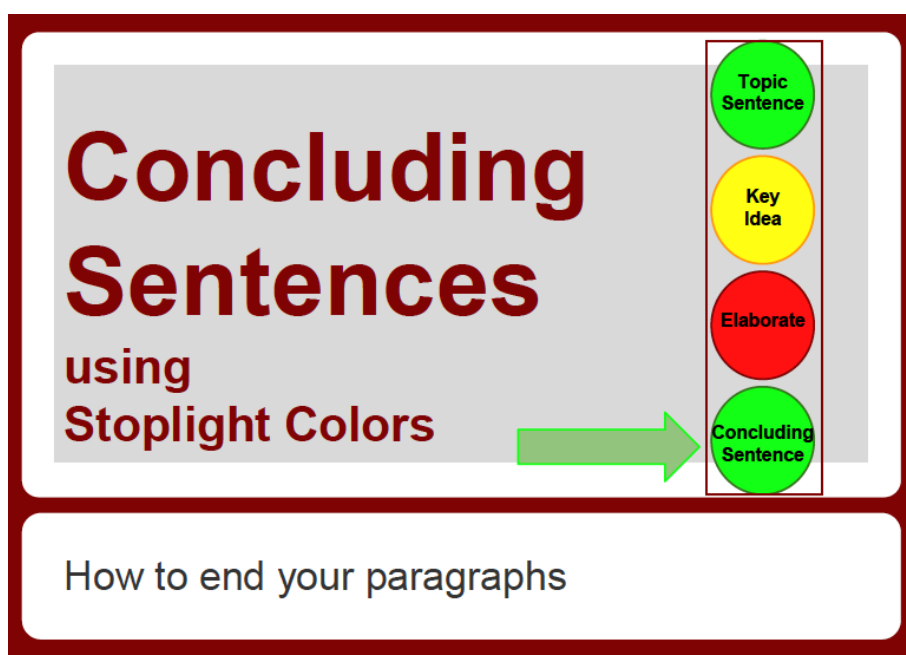 Concluding
Sentences
using
Stoplight Colors
Topic
Sentence
Key
Idea
Elaborate
Concluding
Sentence
How to end your paragraphs